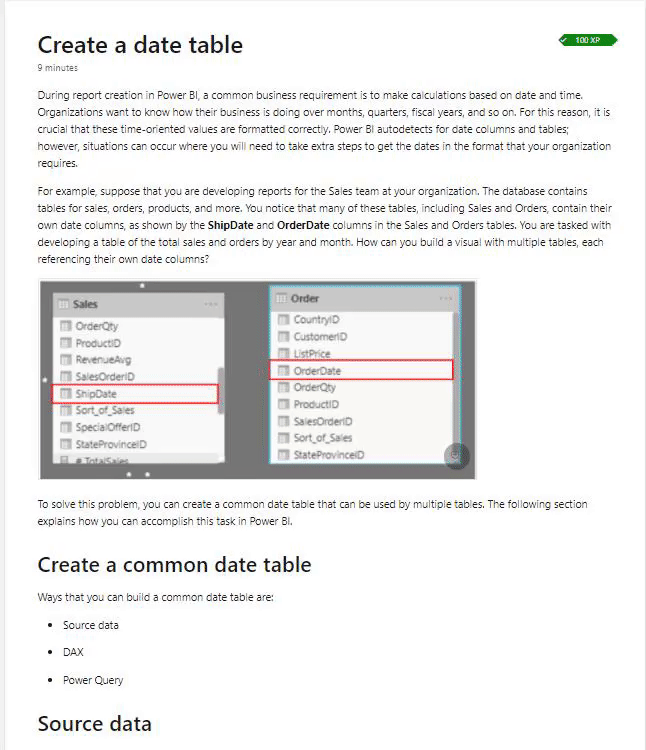 Create a date table
100 XP
9 minutes
During report creation in Power BI, a common business requirement is to make calculations based on date and time.
Organizations want to know how their business is doing over months, quarters, fiscal years, and so on. For this reason, it is
crucial that these time-oriented values are formatted correctly. Power BI autodetects for date columns and tables;
however, situations can occur where you will need to take extra steps to get the dates in the format that your organization
requires.
For example, suppose that you are developing reports for the Sales team at your organization. The database contains
tables for sales, orders, products, and more. You notice that many of these tables, including Sales and Orders, contain their
own date columns, as shown by the ShipDate and OrderDate columns in the Sales and Orders tables. You are tasked with
developing a table of the total sales and orders by year and month. How can you build a visual with multiple tables, each
referencing their own date columns?
Sales
OrderQty
ProductID
RevenueAvg
SalesOrderID
ShipDate
Sort_of_Sales
SpecialOfferID
StateProvinceID
# TotalSales
Order
CountryID
CustomerID
ListPrice
OrderDate
OrderQty
ProductID
SalesOrderID
Sort_of_Sales
StateProvinceID
To solve this problem, you can create a common date table that can be used by multiple tables. The following section
explains how you can accomplish this task in Power BI.
Create a common date table
Ways that you can build a common date table are:
• Source data
• DAX
• Power Query
Source data